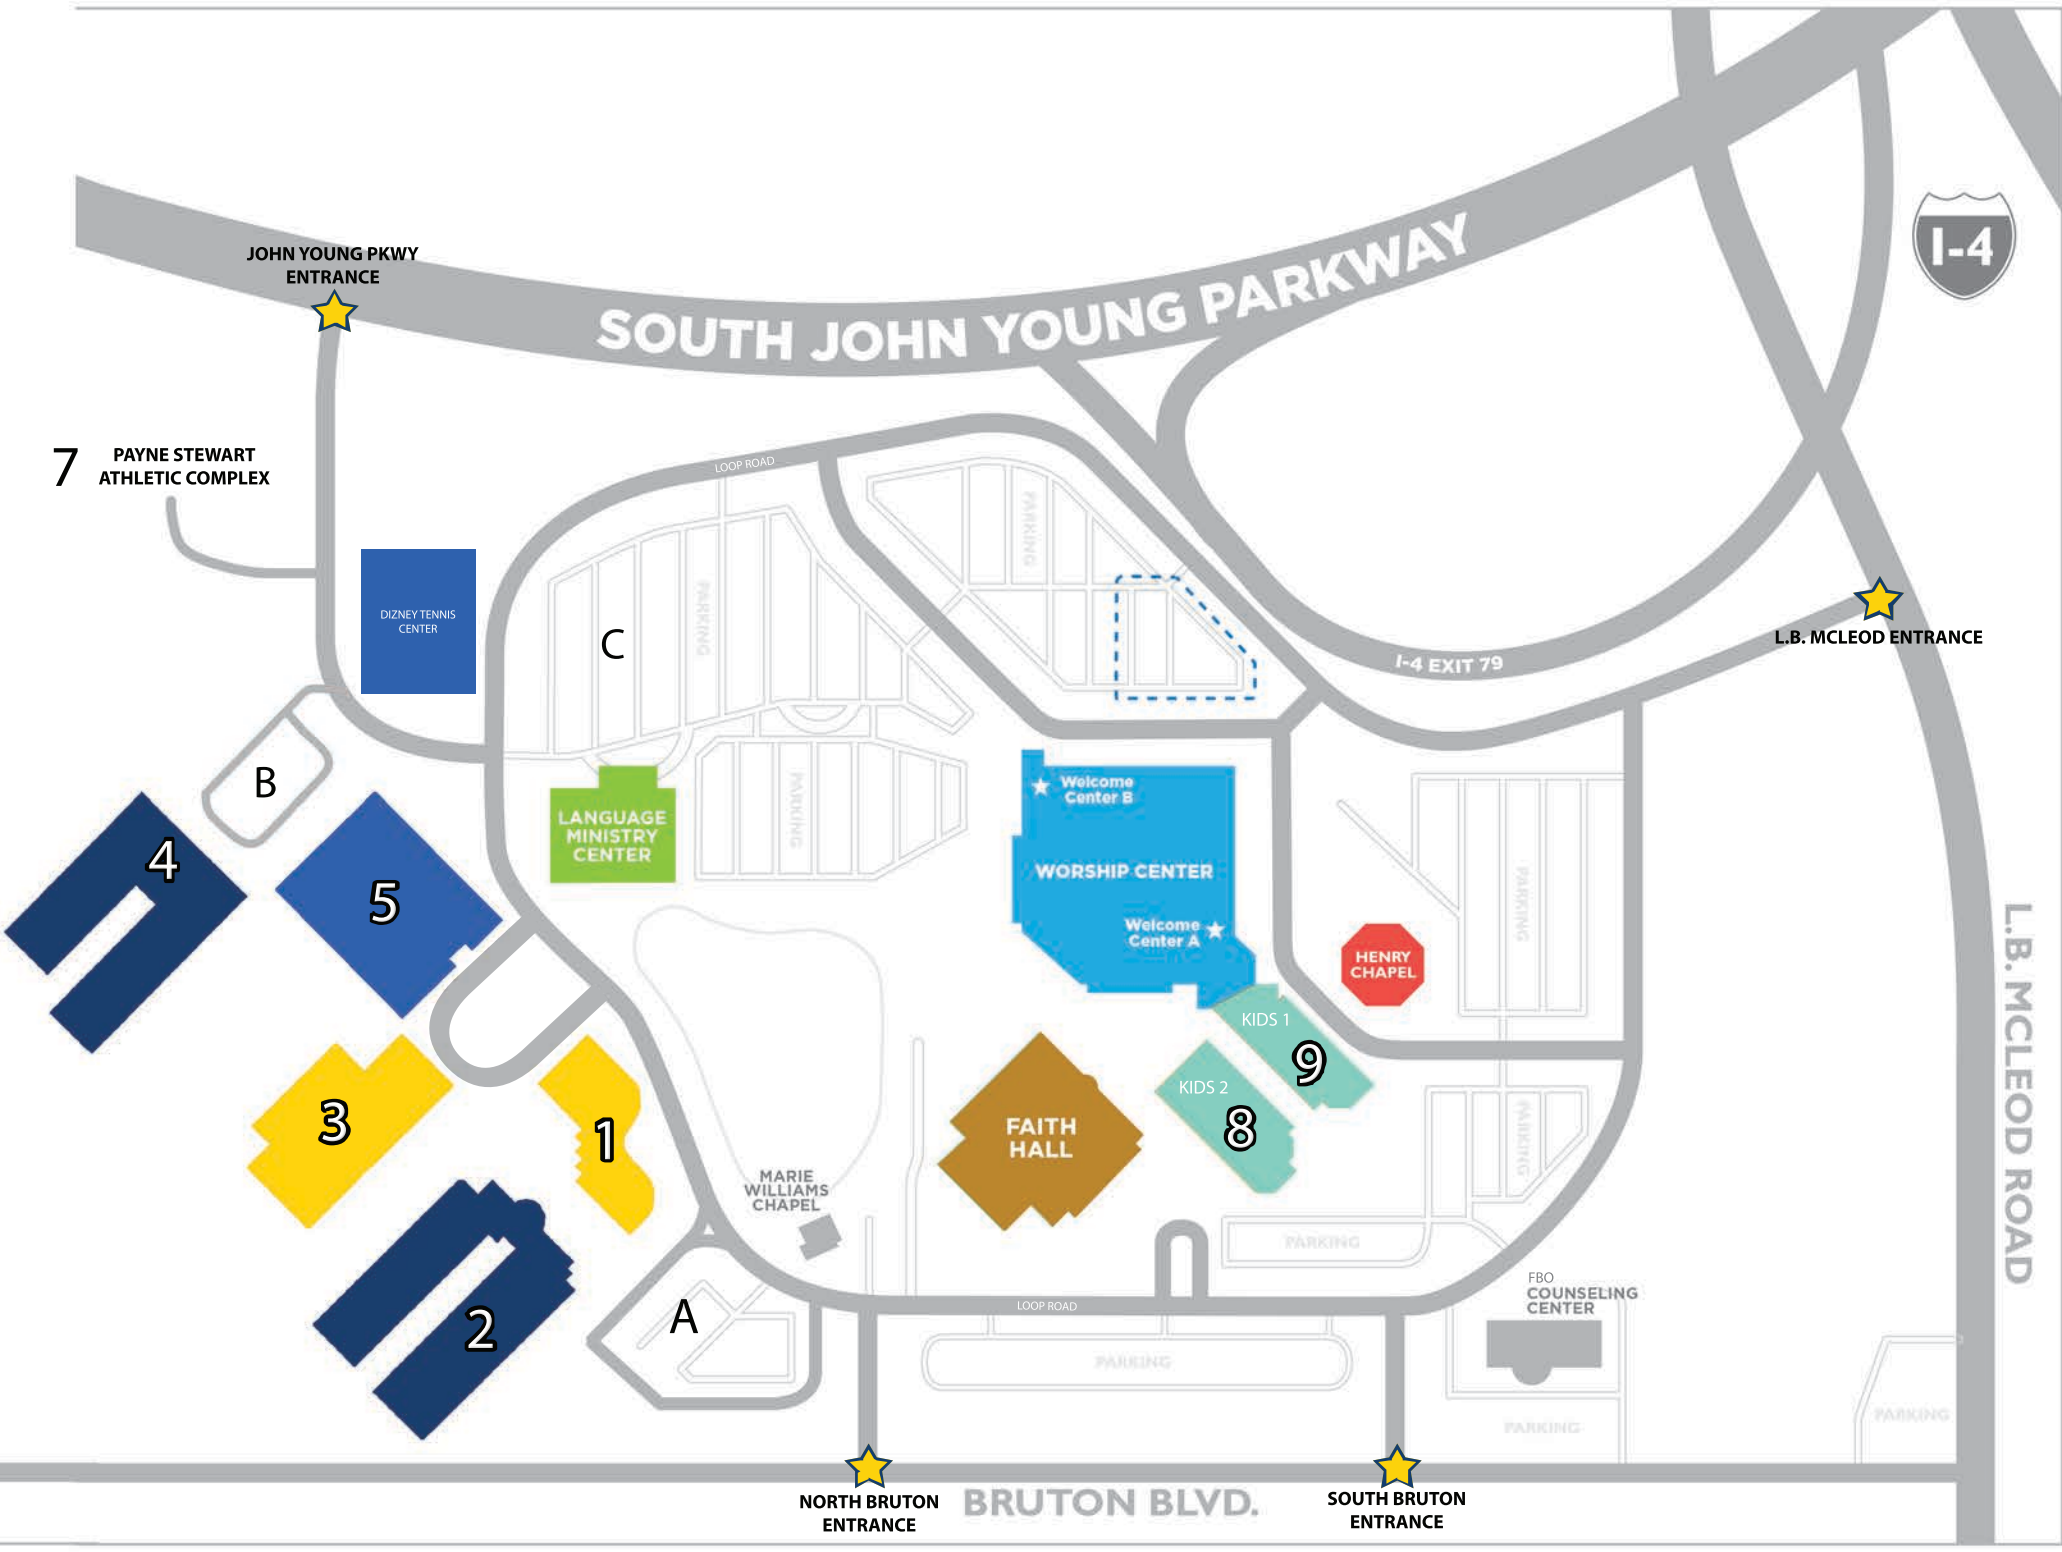 JOHN YOUNG PKWY
ENTRANCE
SOUTH JOHN YOUNG PARKWAY
I-4
7
PAYNE STEWART
ATHLETIC COMPLEX
LOOP ROAD
PARKING
DIZNEY TENNIS
CENTER
C
PARKING
I-4 EXIT 79
L.B. MCLEOD ENTRANCE
B
4
5
LANGUAGE
MINISTRY
CENTER
PARKING
Welcome
Center B
WORSHIP CENTER
Welcome
Center A
HENRY
CHAPEL
PARKING
L.B. MCLEOD ROAD
KIDS 1
9
KIDS 2
8
FAITH
HALL
3
1
MARIE
WILLIAMS
CHAPEL
PARKING
PARKING
2
A
LOOP ROAD
FBO
COUNSELING
CENTER
PARKING
PARKING
PARKING
NORTH BRUTON
ENTRANCE
BRUTON BLVD.
SOUTH BRUTON
ENTRANCE